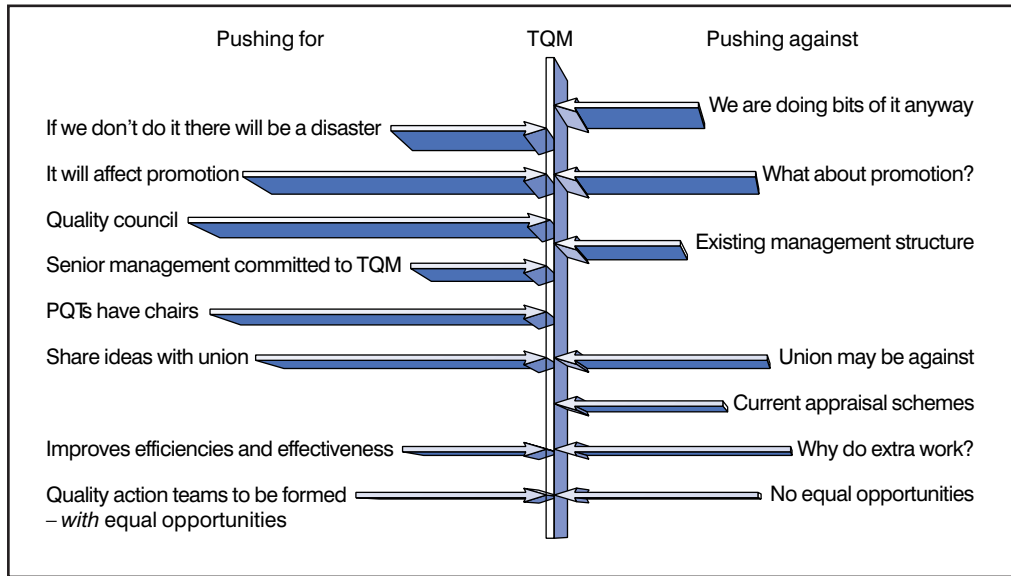 Pushing for
TQM
Pushing against
We are doing bits of it anyway
If we don't do it there will be a disaster
It will affect promotion
What about promotion?
Quality council
Existing management structure
Senior management committed to TQM
PQTs have chairs
Share ideas with union
Union may be against
Current appraisal schemes
Improves efficiencies and effectiveness
Why do extra work?
Quality action teams to be formed
– with equal opportunities
No equal opportunities